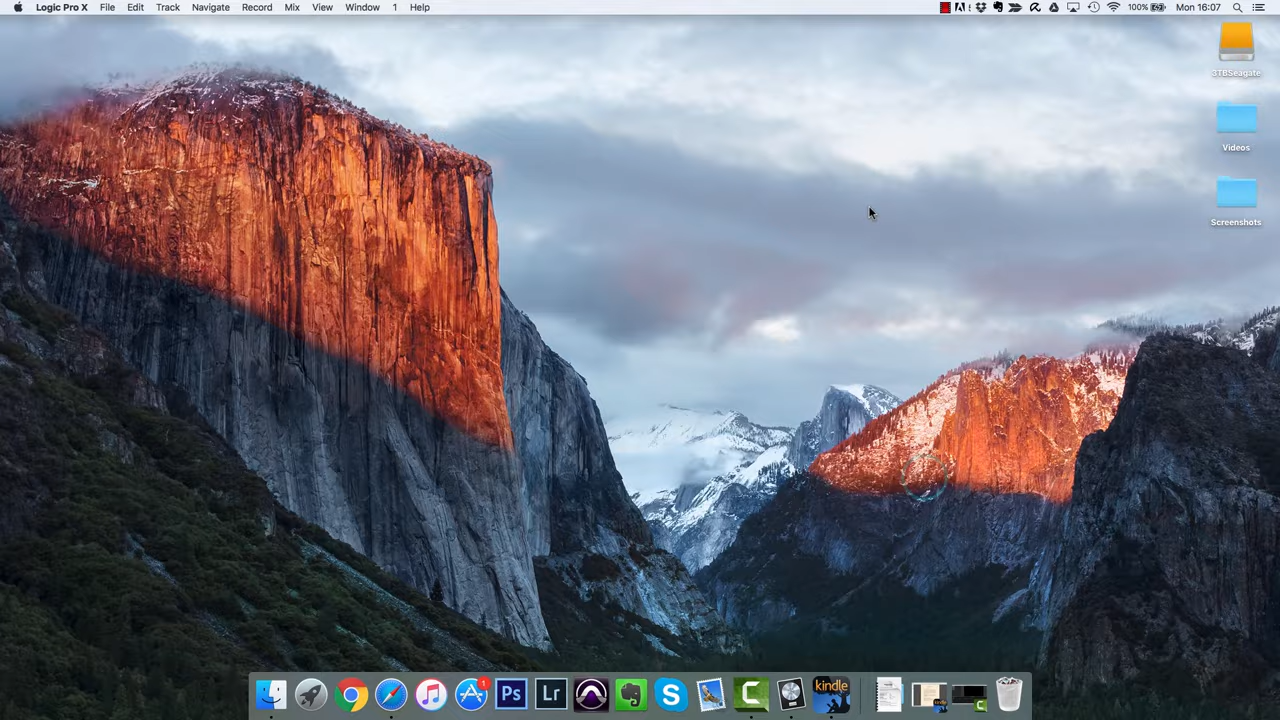 Logic Pro X File Edit Track Navigate Record Mix View Window 1 Help 100% Mon 16:07
3TBSeagate
Videos
Screenshots
1
Ps
Lr
kindle